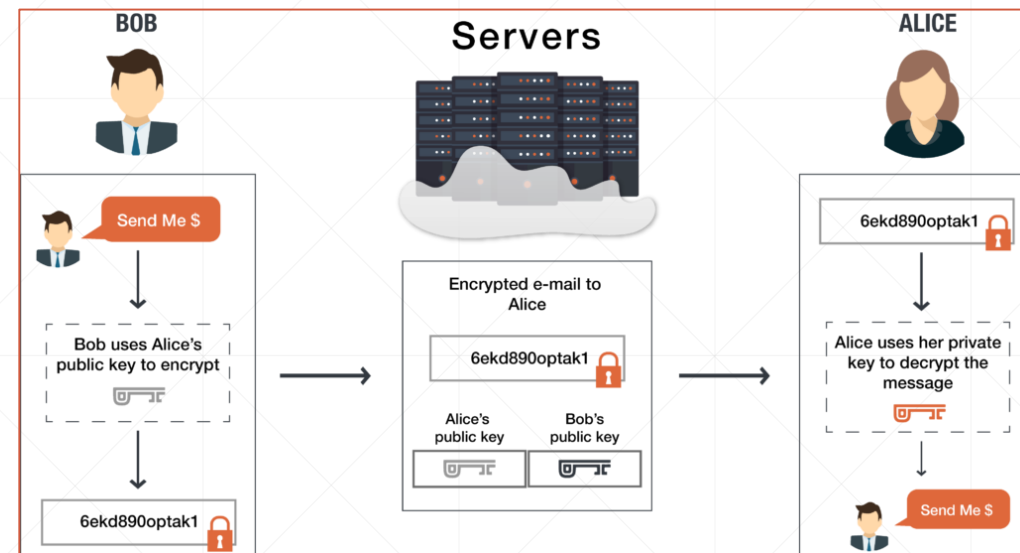 BOB
Servers
ALICE
Send Me $
Bob uses Alice's
public key to encrypt
6ekd890optak1
Encrypted e-mail to
Alice
6ekd890optak1
Alice's
public key
Bob's
public key
6ekd890optak1
Alice uses her private
key to decrypt the
message
Send Me $